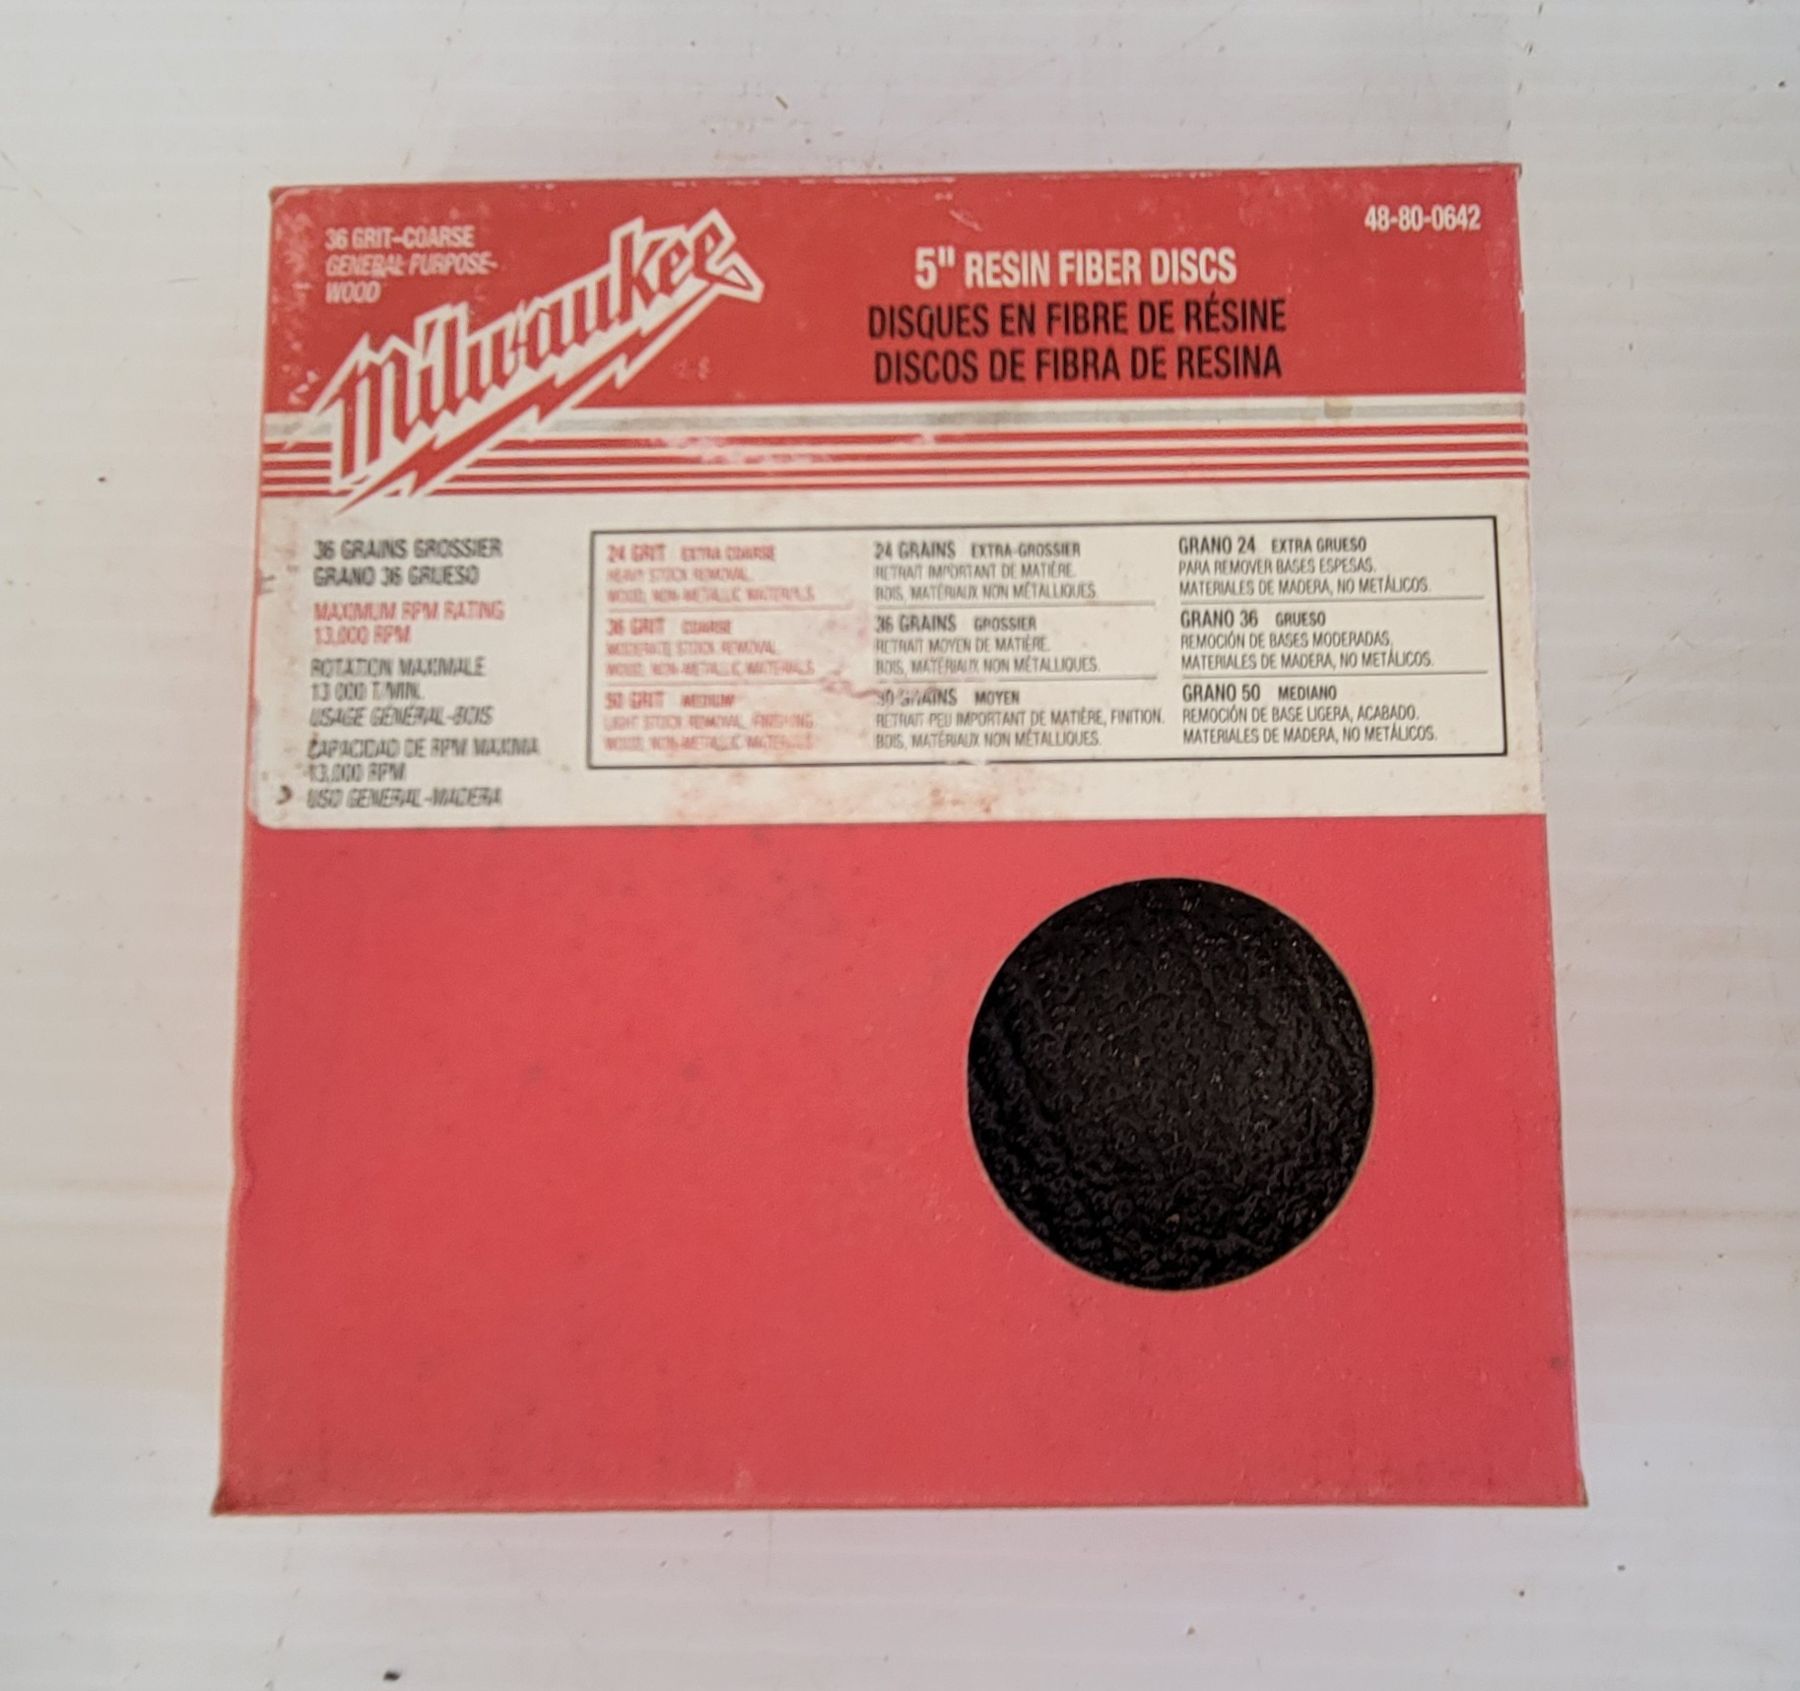 36 GRIT-COARSE
GENERAL PURPOSE-
WOOD
Milwaukee
48-80-0642
5" RESIN FIBER DISCS
DISQUES EN FIBRE DE RÉSINE
DISCOS DE FIBRA DE RESINA
36 GRAINS GROSSIER
GRANO 36 GRUESO
MAXIMUM RPM RATING
13,000 RPM
ROTATION MAXIMALE
13 000 T/MIN.
USAGE GÉNÉRAL-BOIS
CAPACIDAD DE RPM MAXIMA
13,000 RPM
USO GENERAL-MADERA
24 GRIT EXTRA COARSE
HEAVY STOCK REMOVAL.
WOOD, NON-METALLIC MATERIALS
36 GRIT COARSE
MODERATE STOCK REMOVAL.
WOOD, NON-METALLIC MATERIALS
50 GRIT MEDIUM
LIGHT STOCK REMOVAL, FINISHING.
WOOD, NON-METALLIC MATERIALS
24 GRAINS EXTRA-GROSSIER
RETRAIT IMPORTANT DE MATIÈRE.
BOIS, MATÉRIAUX NON MÉTALLIQUES.
36 GRAINS GROSSIER
RETRAIT MOYEN DE MATIÈRE.
BOIS, MATÉRIAUX NON MÉTALLIQUES.
GRAINS MOYEN
RETRAIT PEU IMPORTANT DE MATIÈRE, FINITION.
BOIS, MATÉRIAUX NON MÉTALLIQUES.
GRANO 24 EXTRA GRUESO
PARA REMOVER BASES ESPESAS.
MATERIALES DE MADERA, NO METÁLICOS.
GRANO 36 GRUESO
REMOCIÓN DE BASES MODERADAS,
MATERIALES DE MADERA, NO METÁLICOS.
GRANO 50 MEDIANO
REMOCIÓN DE BASE LIGERA, ACABADO.
MATERIALES DE MADERA, NO METÁLICOS.